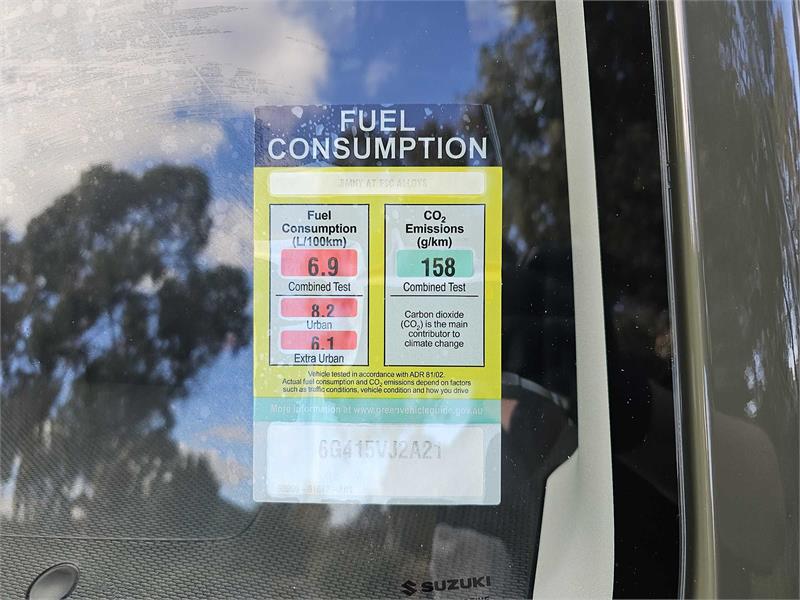 FUEL
CONSUMPTION
JIMNY AT P5C ALLOYS
Fuel
Consumption
(L/100km)
6.9
Combined Test
8.2
Urban
6.1
Extra Urban
CO2
Emissions
(g/km)
158
Combined Test
Carbon dioxide
(CO2) is the main
contributor to
climate change
Vehicle tested in accordance with ADR 81/02.
Actual fuel consumption and CO2 emissions depend on factors
such as traffic conditions, vehicle condition and how you drive
More information at www.greenvehicleguide.gov.au
6G415VJ2A21
SUZUKI